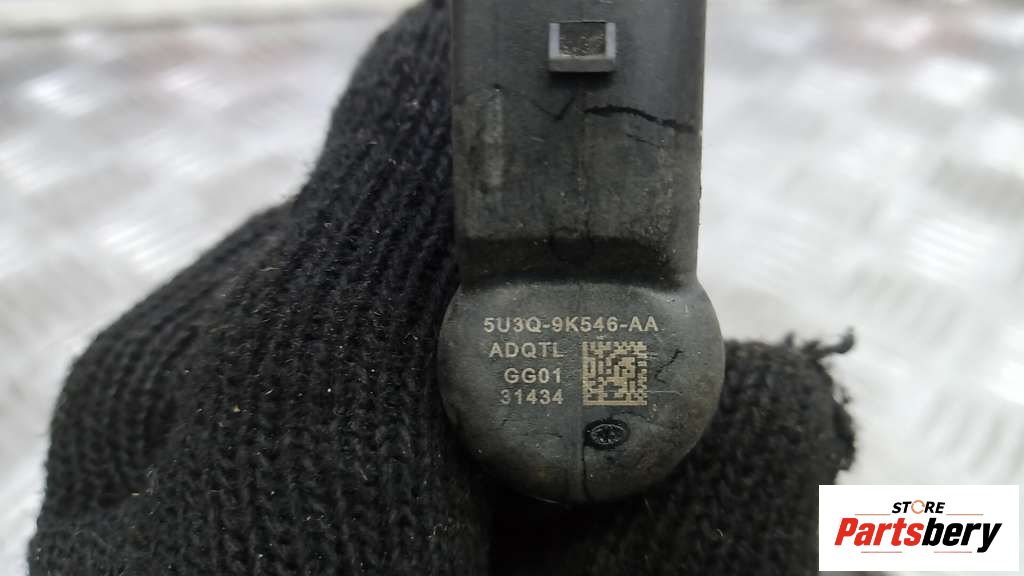 5U3Q-9K546-AA
ADQTL
GG01
31434
STORE
Partsbery